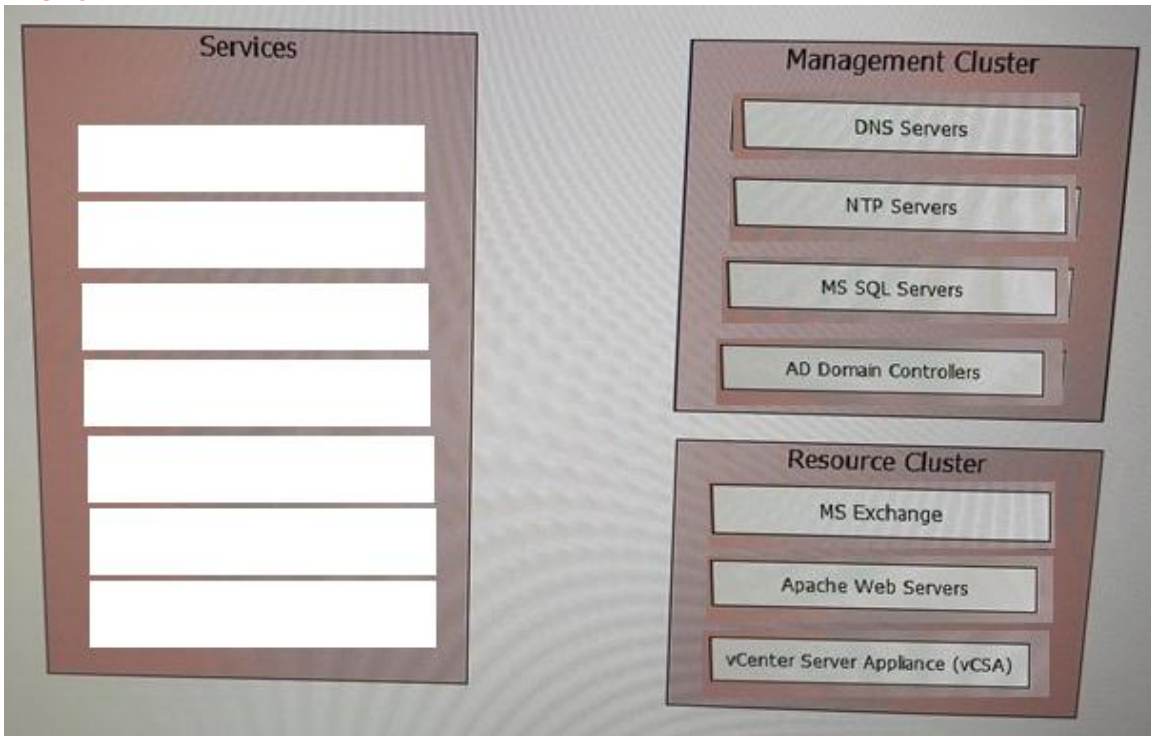 Services
Management Cluster
DNS Servers
NTP Servers
MS SQL Servers
AD Domain Controllers
Resource Cluster
MS Exchange
Apache Web Servers
vCenter Server Appliance (vCSA)